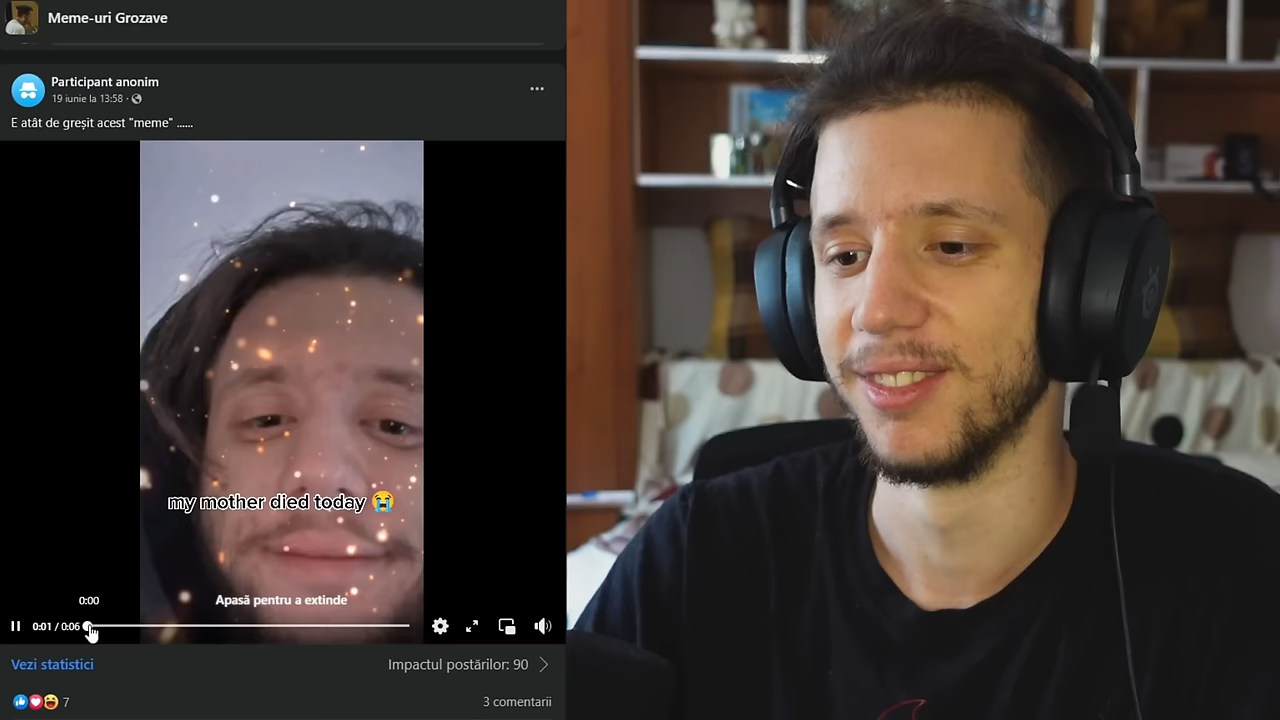 Meme-uri Grozave
Participant anonim
19 iunie la 13:58 ·
E atât de greșit acest "meme" ......
my mother died today 😭
0:00
Apasă pentru a extinde
0:01 / 0:06
Vezi statistici
Impactul postărilor: 90
7
3 comentarii